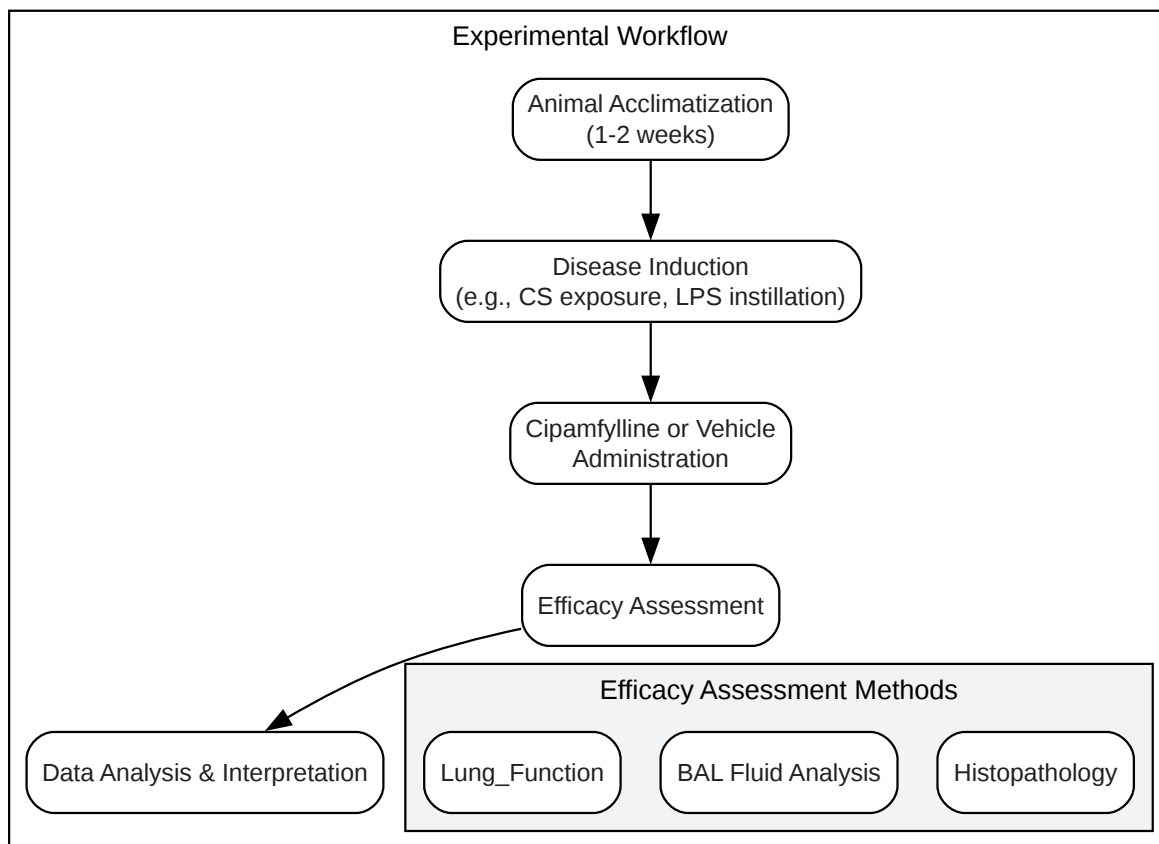 Experimental Workflow
Animal Acclimatization
(1-2 weeks)
Disease Induction
(e.g., CS exposure, LPS instillation)
Cipamfylline or Vehicle
Administration
Efficacy Assessment
Efficacy Assessment Methods
Data Analysis & Interpretation
Lung_Function
BAL Fluid Analysis
Histopathology